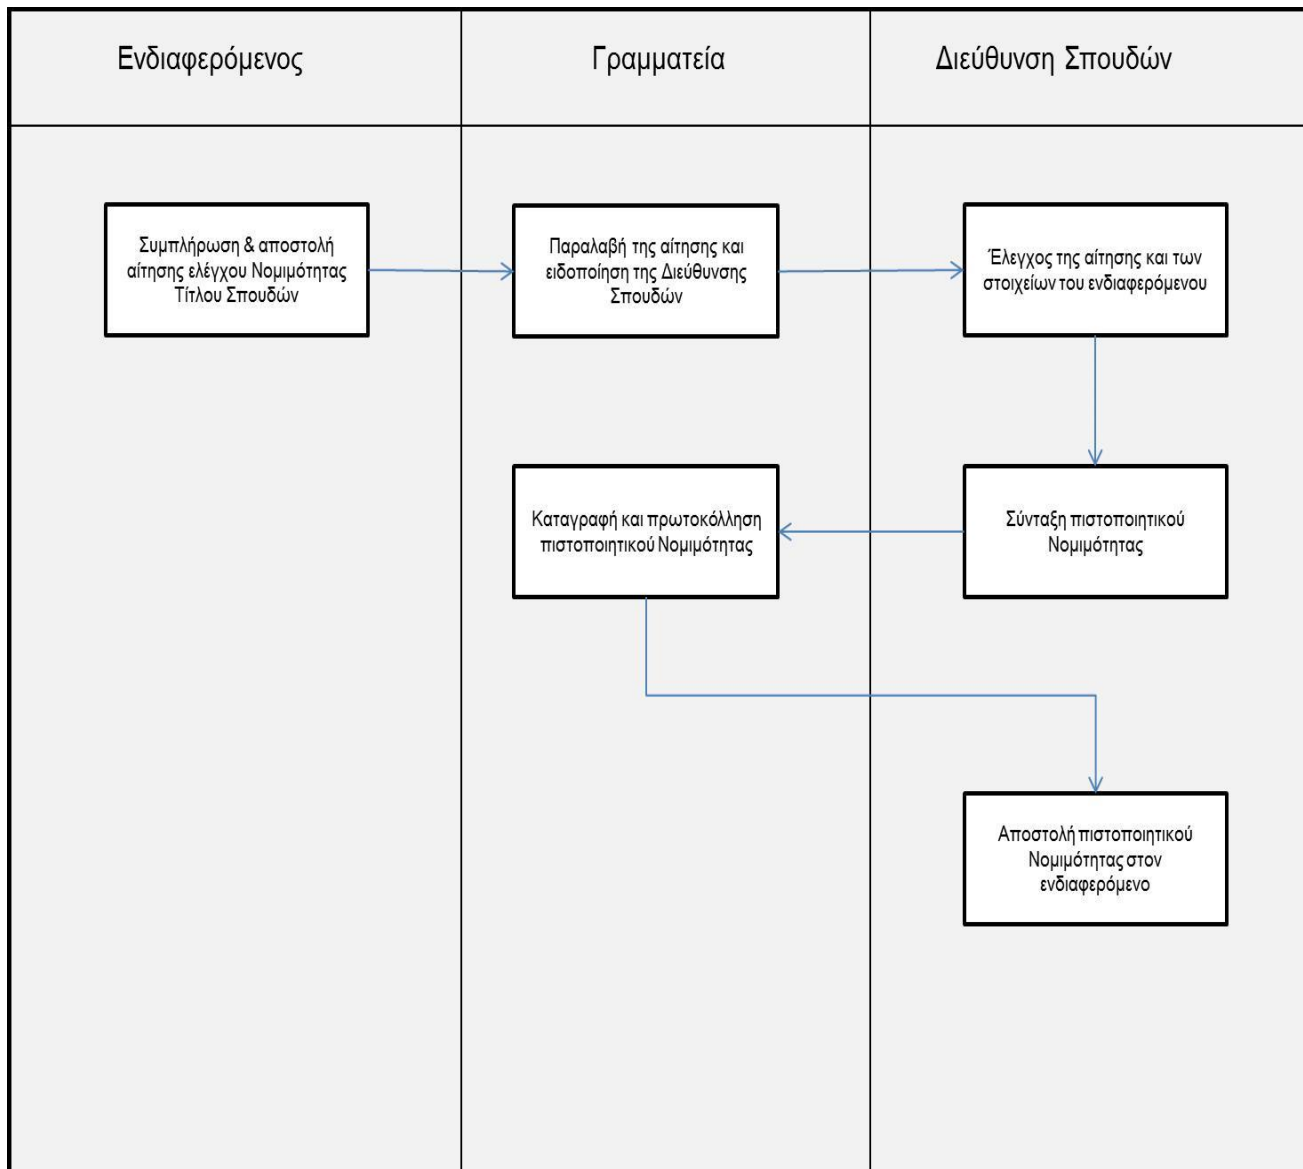 Ενδιαφερόμενος
Γραμματεία
Διεύθυνση Σπουδών
Συμπλήρωση & αποστολή
αίτησης ελέγχου Νομιμότητας
Τίτλου Σπουδών
Παραλαβή της αίτησης και
ειδοποίηση της Διεύθυνσης
Σπουδών
Έλεγχος της αίτησης και των
στοιχείων του ενδιαφερόμενου
Καταγραφή και πρωτοκόλληση
πιστοποιητικού Νομιμότητας
Σύνταξη πιστοποιητικού
Νομιμότητας
Αποστολή πιστοποιητικού
Νομιμότητας στον
ενδιαφερόμενο